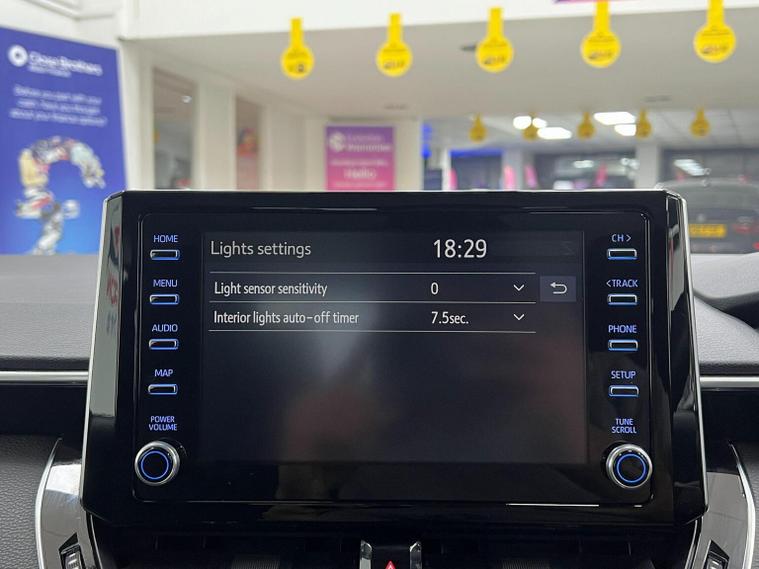 Close Brothers
Lights settings
18:29
Light sensor sensitivity 0
Interior lights auto-off timer 7.5sec.
HOME
MENU
AUDIO
MAP
POWER
VOLUME
CH >
<TRACK
PHONE
SETUP
TUNE
SCROLL
Hello